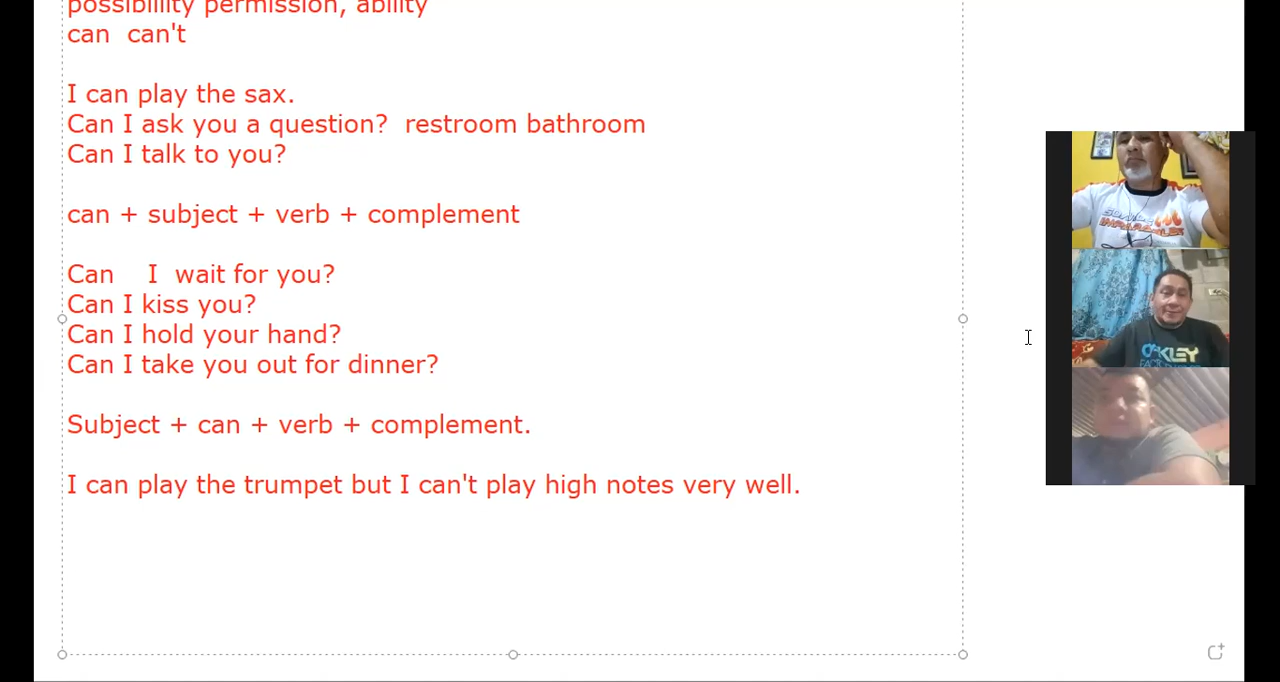 possibility permission, ability
can  can't
I can play the sax.
Can I ask you a question?  restroom bathroom
Can I talk to you?
can + subject + verb + complement
Can    I  wait for you?
Can I kiss you?
Can I hold your hand?
Can I take you out for dinner?
Subject + can + verb + complement.
I can play the trumpet but I can't play high notes very well.
OAKLEY